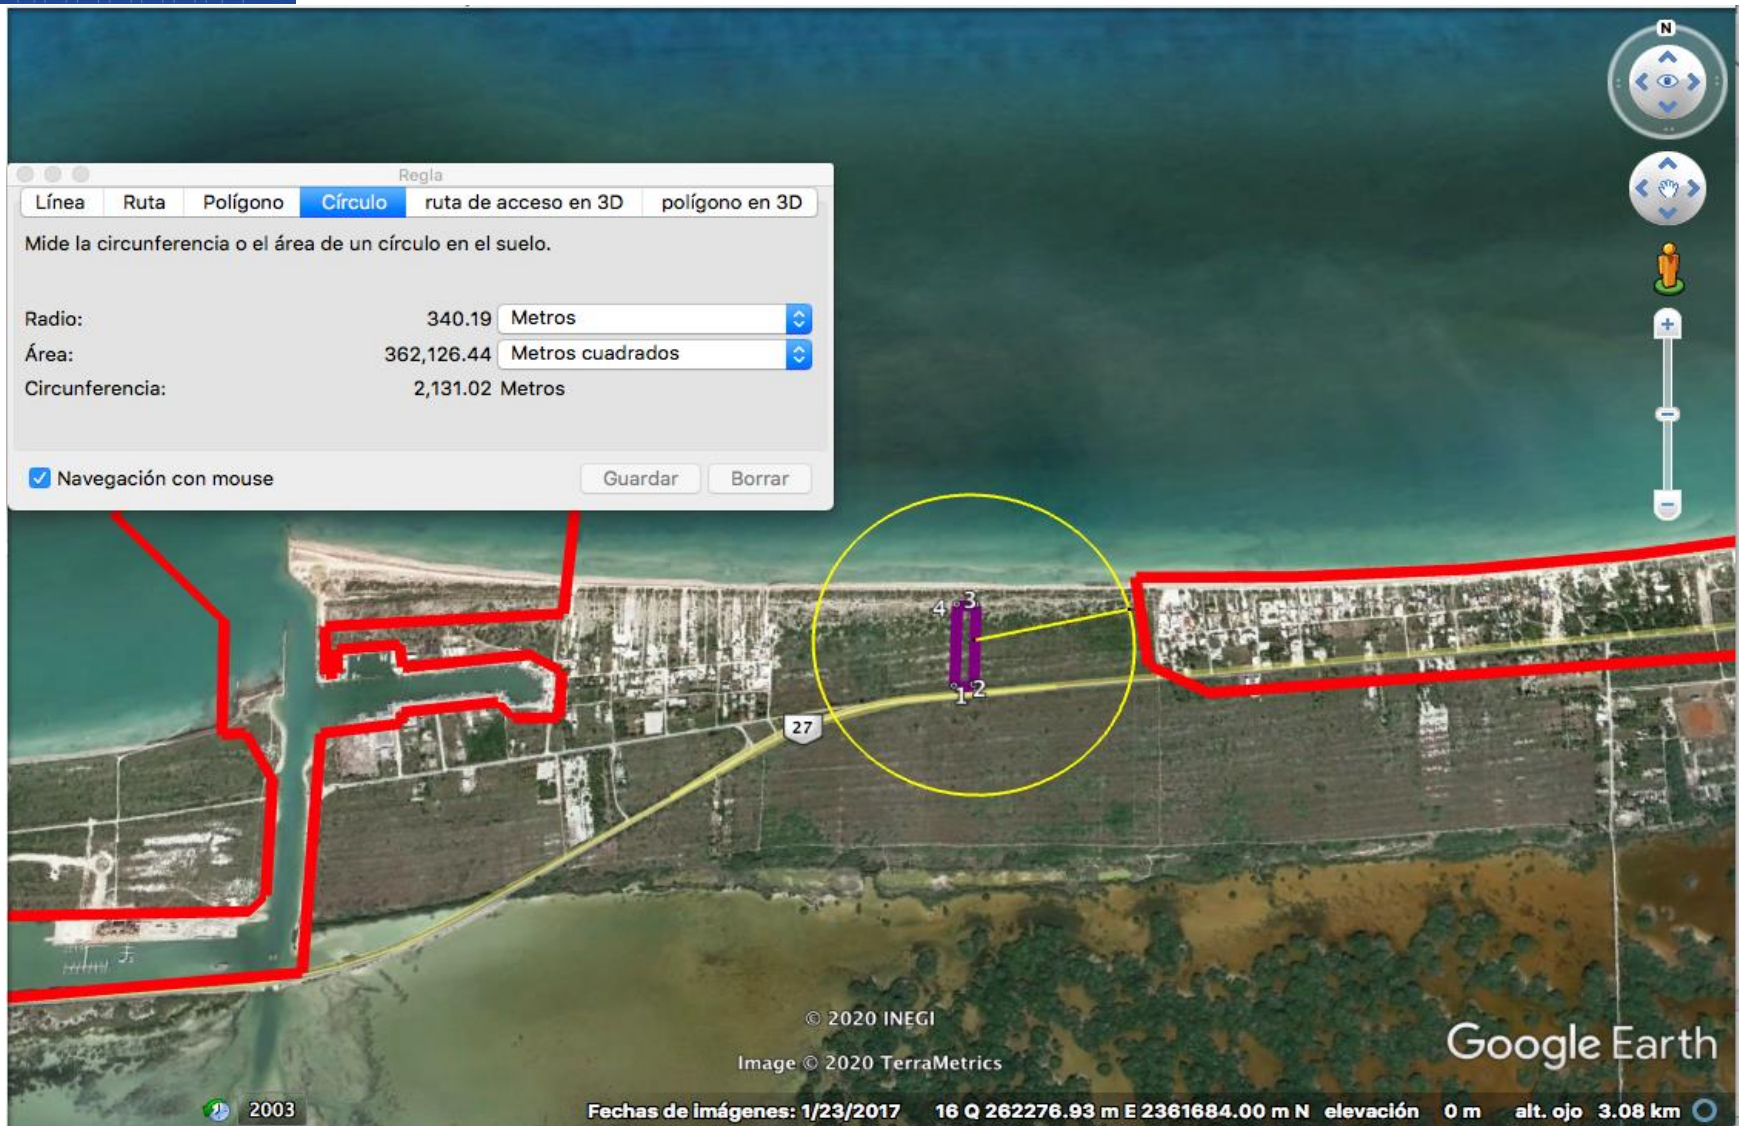 N
Regla
Línea Ruta Polígono Círculo ruta de acceso en 3D polígono en 3D
Mide la circunferencia o el área de un círculo en el suelo.
Radio: 340.19 Metros
Área: 362,126.44 Metros cuadrados
Circunferencia: 2,131.02 Metros
Navegación con mouse Guardar Borrar
4 3
1 2
27
© 2020 INEGI
Google Earth
Image © 2020 TerraMetrics
2003 Fechas de imágenes: 1/23/2017 16 Q 262276.93 m E 2361684.00 m N elevación 0 m alt. ojo 3.08 km